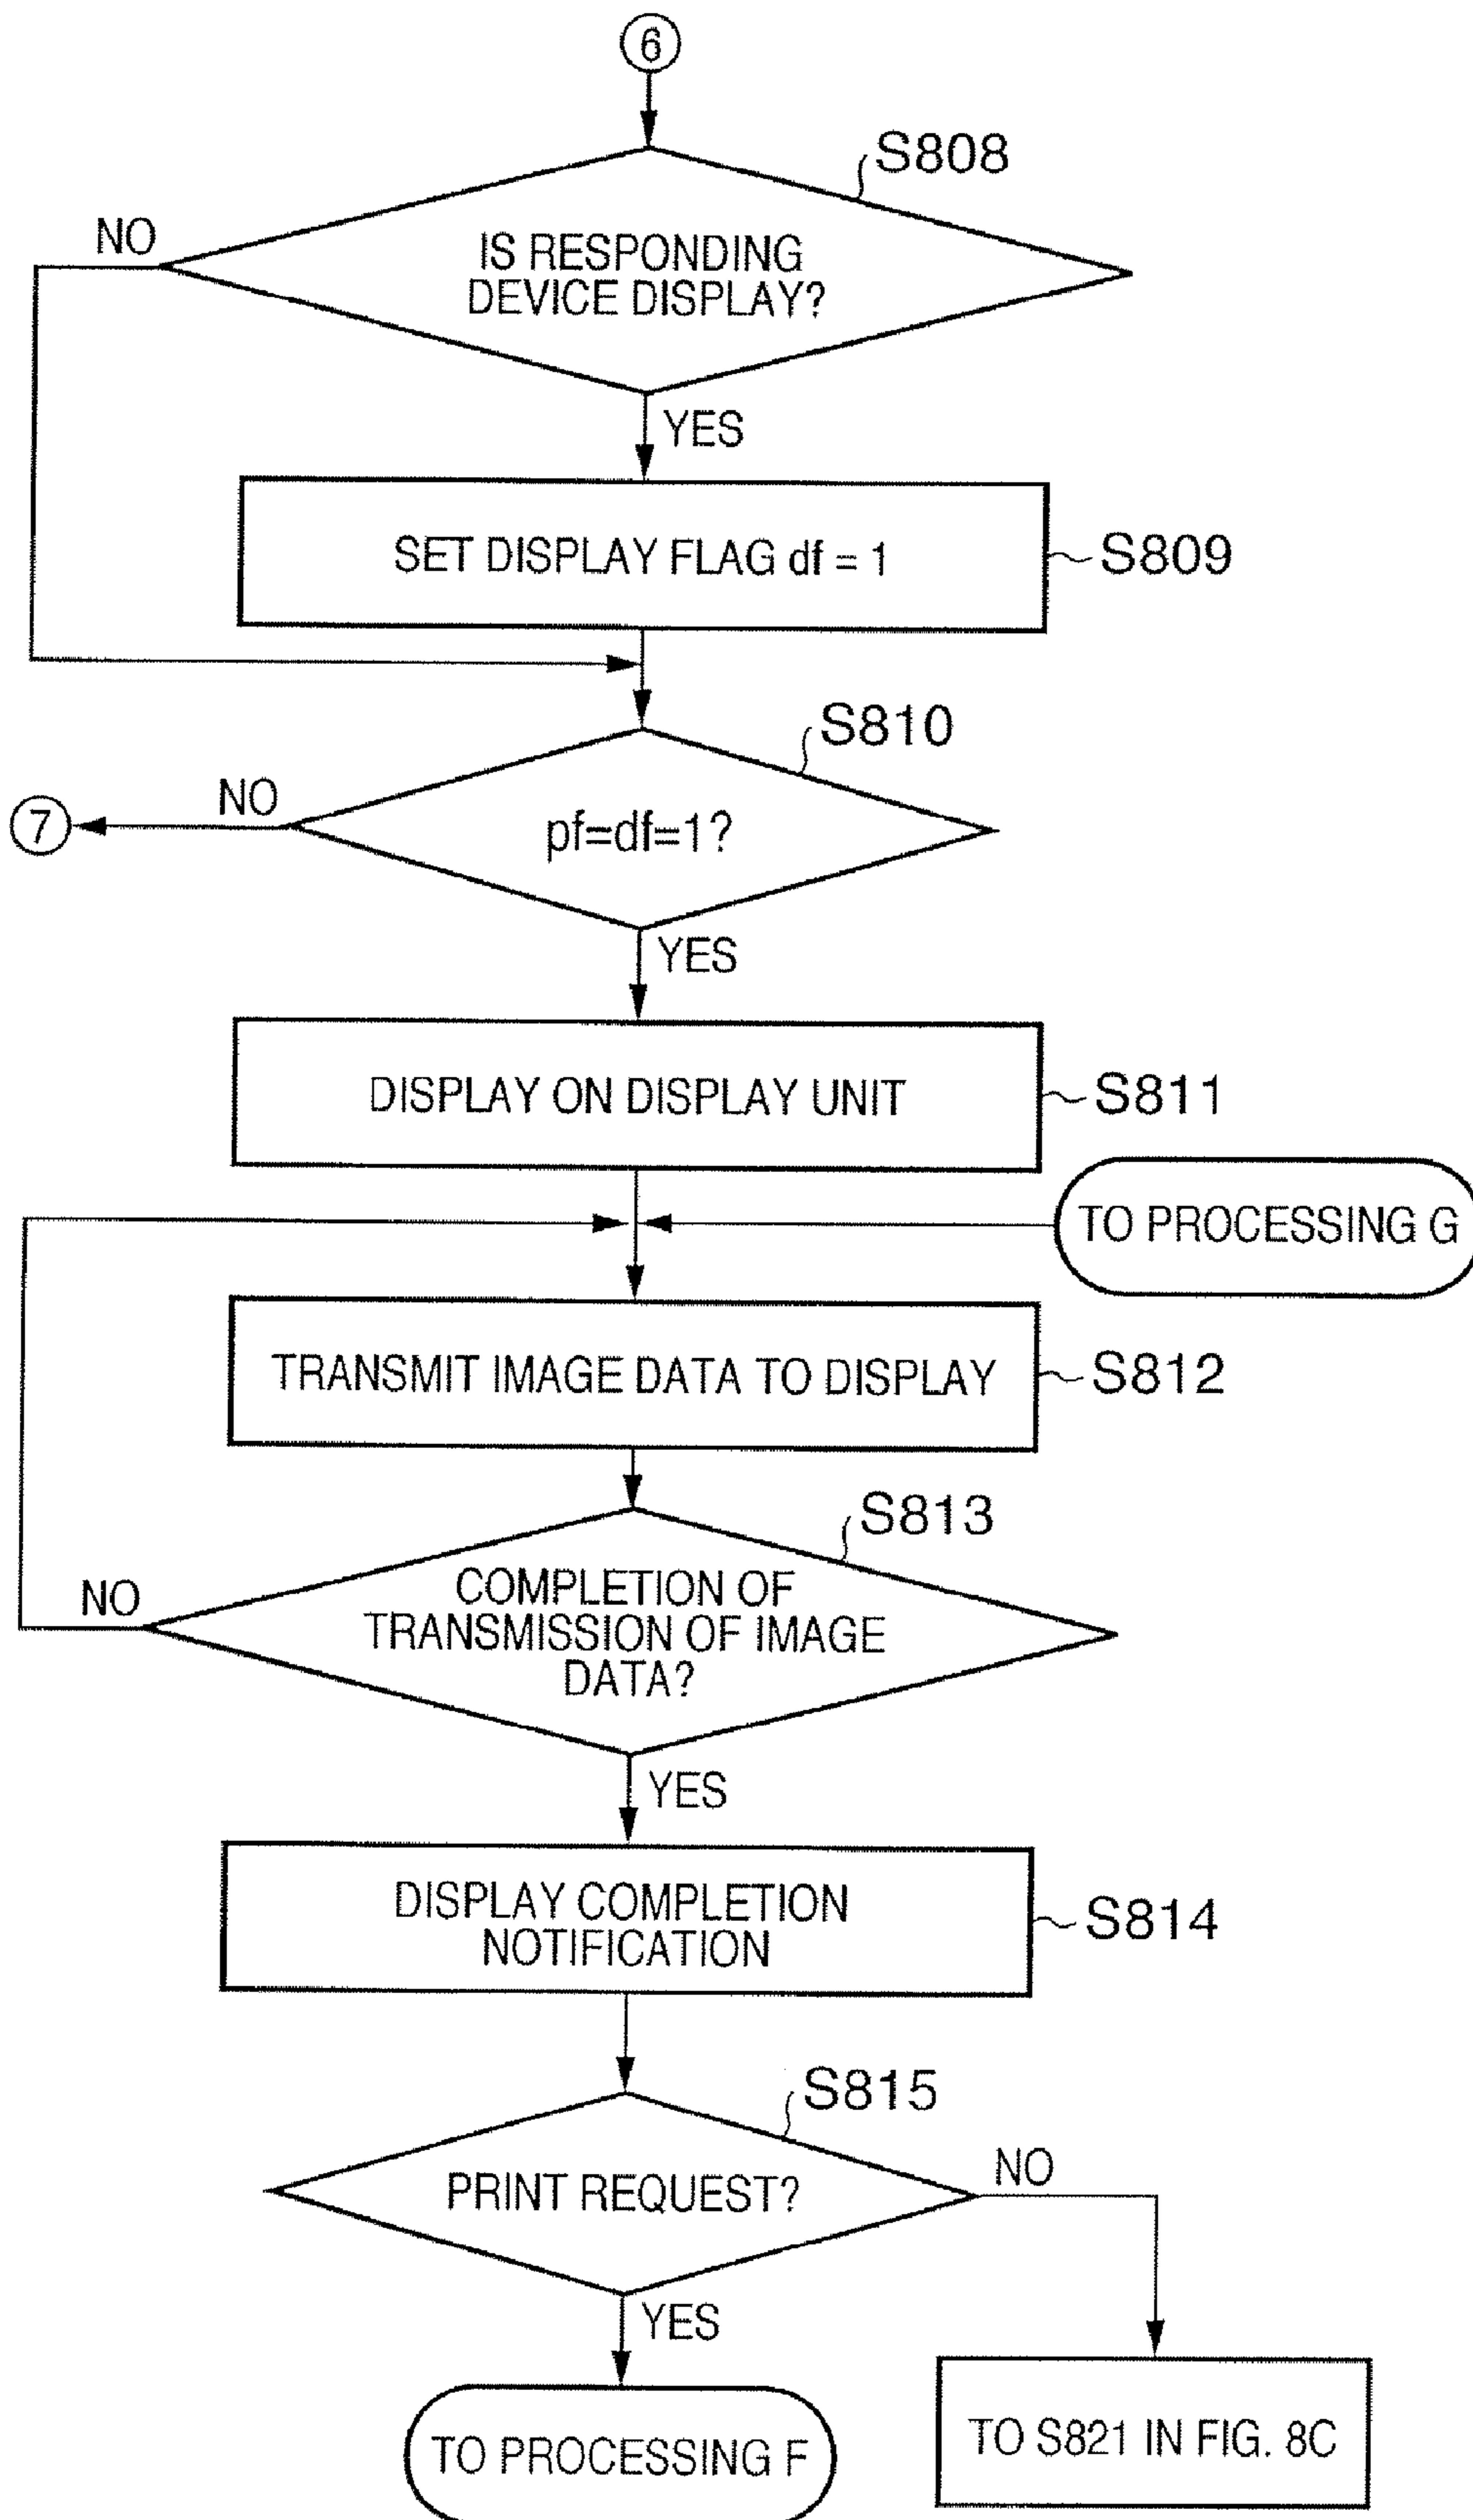 6
S808
NO
IS RESPONDING
DEVICE DISPLAY?
YES
SET DISPLAY FLAG df = 1
S809
S810
NO
7
pf=df=1?
YES
DISPLAY ON DISPLAY UNIT
S811
TO PROCESSING G
TRANSMIT IMAGE DATA TO DISPLAY
S812
S813
NO
COMPLETION OF
TRANSMISSION OF IMAGE
DATA?
YES
DISPLAY COMPLETION
NOTIFICATION
S814
S815
PRINT REQUEST?
NO
YES
TO PROCESSING F
TO S821 IN FIG. 8C